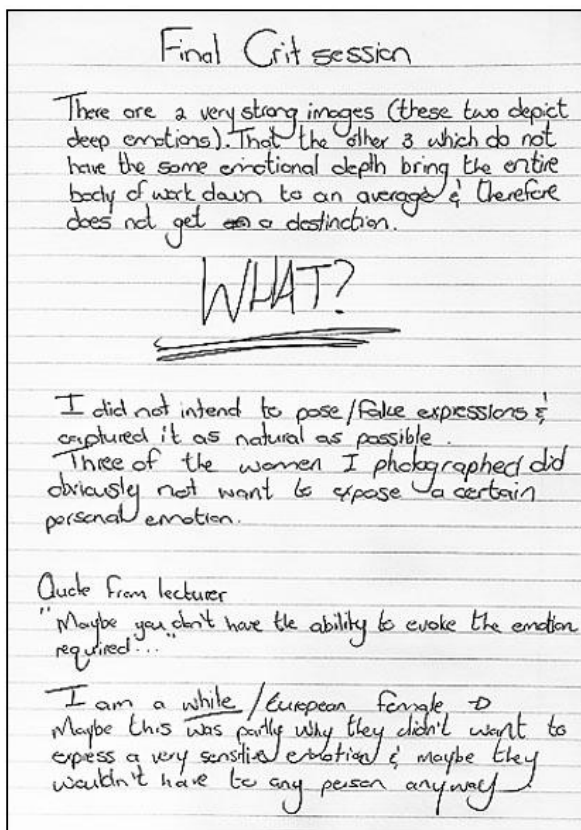 Final Crit session
There are 2 very strong images (these two depict
deep emotions). That the other 3 which do not
have the same emotional depth bring the entire
body of work down to an average & therefore
does not get a destinction.
WHAT?
I did not intend to pose/fake expressions &
captured it as natural as possible.
Three of the women I photographed did
obviously not want to expose a certain
personal emotion.
Quote from lecturer
"Maybe you don't have the ability to evoke the emotion
required..."
I am a white/European female →
Maybe this was partly why they didn't want to
express a very sensitive emotion & maybe they
wouldn't have to any person anyway